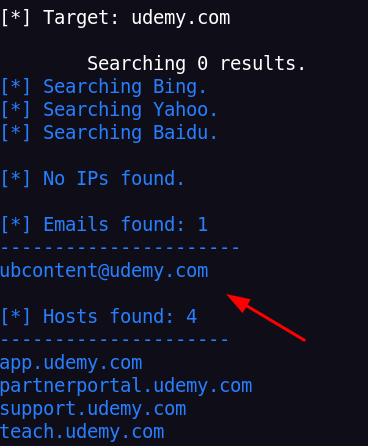 [*] Target: udemy.com
Searching 0 results.
[*] Searching Bing.
[*] Searching Yahoo.
[*] Searching Baidu.
[*] No IPs found.
[*] Emails found: 1
----------------------
ubcontent@udemy.com
[*] Hosts found: 4
---------------------
app.udemy.com
partnerportal.udemy.com
support.udemy.com
teach.udemy.com